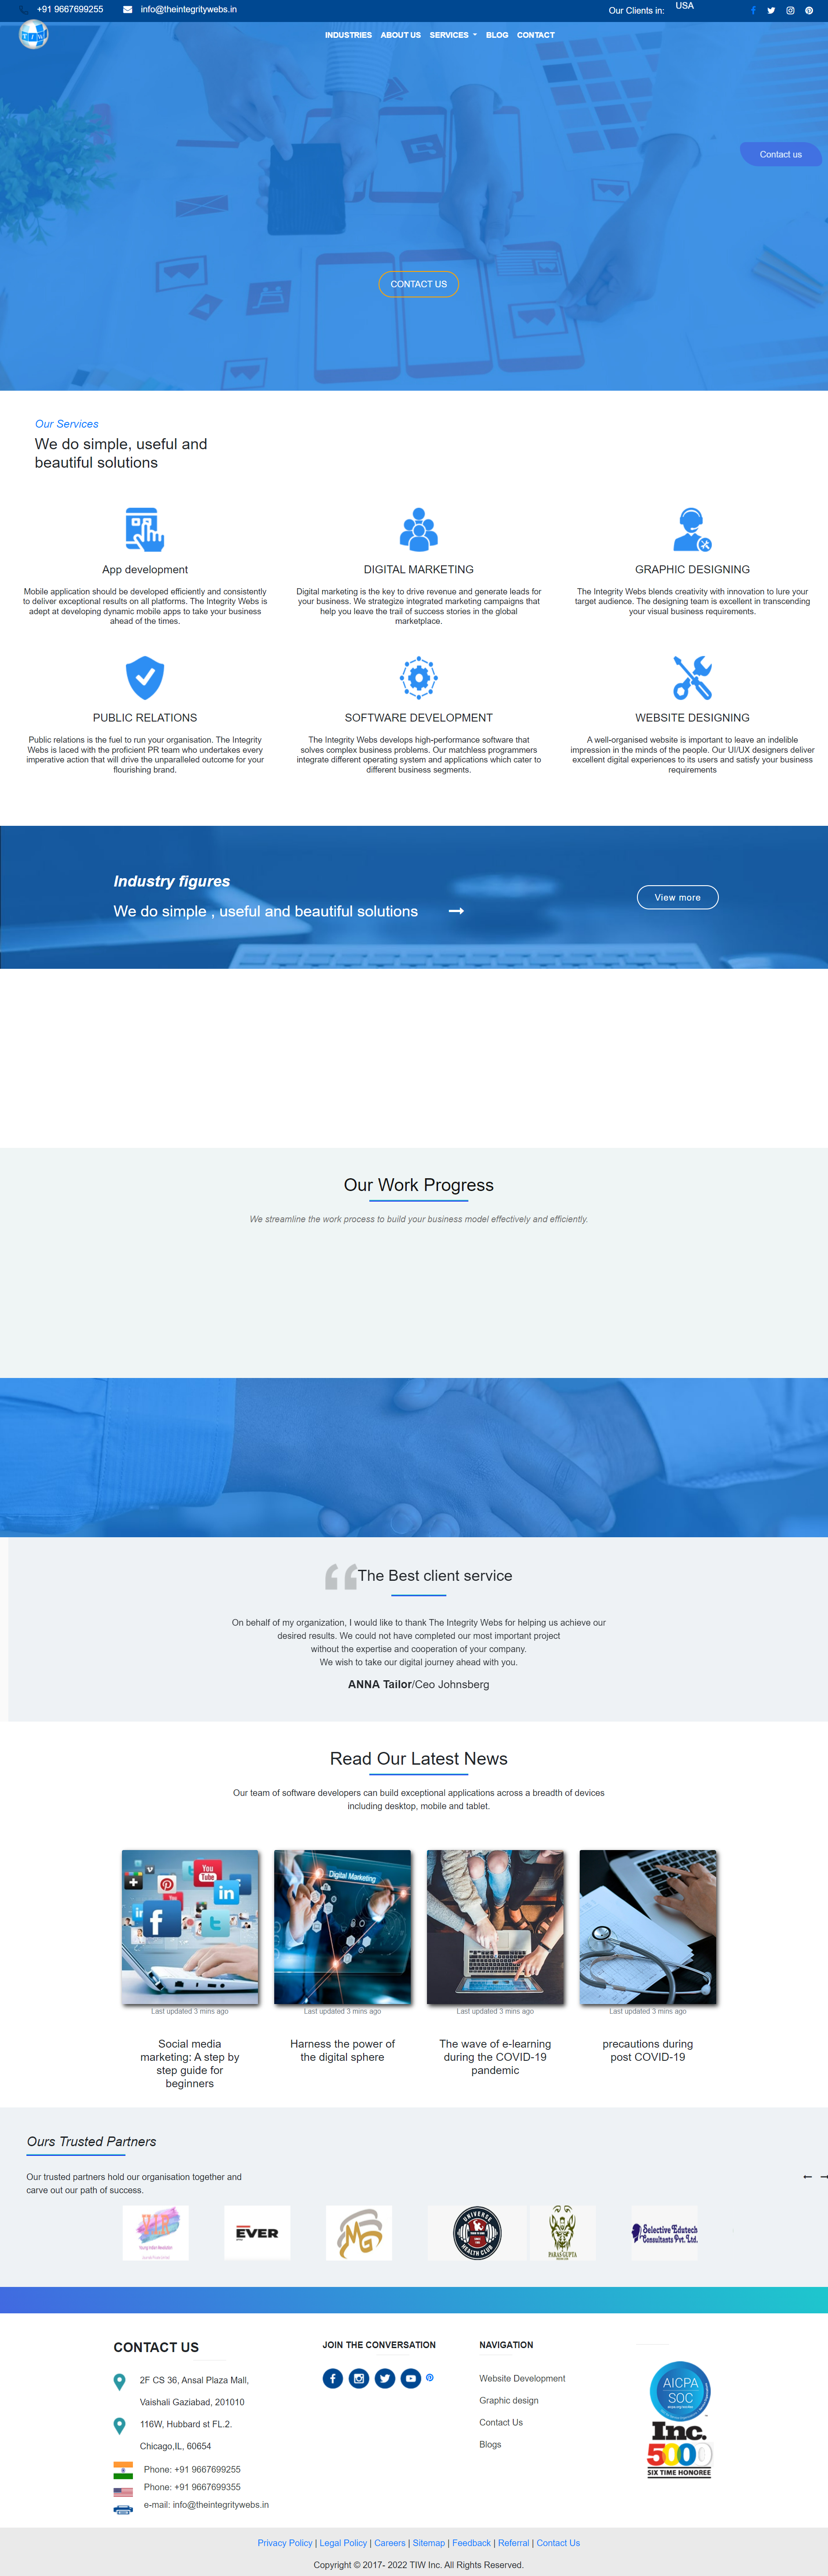 +91 9667699255
info@theintegritywebs.in
Our Clients in:
USA
TIW
INDUSTRIES
ABOUT US
SERVICES
BLOG
CONTACT
Contact us
CONTACT US
Our Services
We do simple, useful and
beautiful solutions
App development
Mobile application should be developed efficiently and consistently
to deliver exceptional results on all platforms. The Integrity Webs is
adept at developing dynamic mobile apps to take your business
ahead of the times.
DIGITAL MARKETING
Digital marketing is the key to drive revenue and generate leads for
your business. We strategize integrated marketing campaigns that
help you leave the trail of success stories in the global
marketplace.
GRAPHIC DESIGNING
The Integrity Webs blends creativity with innovation to lure your
target audience. The designing team is excellent in transcending
your visual business requirements.
PUBLIC RELATIONS
Public relations is the fuel to run your organisation. The Integrity
Webs is laced with the proficient PR team who undertakes every
imperative action that will drive the unparalleled outcome for your
flourishing brand.
SOFTWARE DEVELOPMENT
The Integrity Webs develops high-performance software that
solves complex business problems. Our matchless programmers
integrate different operating system and applications which cater to
different business segments.
WEBSITE DESIGNING
A well-organised website is important to leave an indelible
impression in the minds of the people. Our UI/UX designers deliver
excellent digital experiences to its users and satisfy your business
requirements
Industry figures
We do simple , useful and beautiful solutions
View more
Our Work Progress
We streamline the work process to build your business model effectively and efficiently.
The Best client service
On behalf of my organization, I would like to thank The Integrity Webs for helping us achieve our
desired results. We could not have completed our most important project
without the expertise and cooperation of your company.
We wish to take our digital journey ahead with you.
ANNA Tailor/Ceo Johnsberg
Read Our Latest News
Our team of software developers can build exceptional applications across a breadth of devices
including desktop, mobile and tablet.
You
Tube
in
f
t
Digital Marketing
Last updated 3 mins ago
Last updated 3 mins ago
Last updated 3 mins ago
Last updated 3 mins ago
Social media
marketing: A step by
step guide for
beginners
Harness the power of
the digital sphere
The wave of e-learning
during the COVID-19
pandemic
precautions during
post COVID-19
Ours Trusted Partners
Our trusted partners hold our organisation together and
carve out our path of success.
YIR
Young Indian Revolution
EVER
MG
UNIVERSE
HEALTH CLUB
PARAS GUPTA
Selective Edutech
Consultants Pvt. Ltd.
CONTACT US
2F CS 36, Ansal Plaza Mall,
Vaishali Gaziabad, 201010
116W, Hubbard st FL.2.
Chicago,IL, 60654
Phone: +91 9667699255
Phone: +91 9667699355
e-mail: info@theintegritywebs.in
JOIN THE CONVERSATION
NAVIGATION
Website Development
Graphic design
Contact Us
Blogs
AICPA
SOC
Inc.
5000
SIX TIME HONOREE
Privacy Policy | Legal Policy | Careers | Sitemap | Feedback | Referral | Contact Us
Copyright © 2017- 2022 TIW Inc. All Rights Reserved.